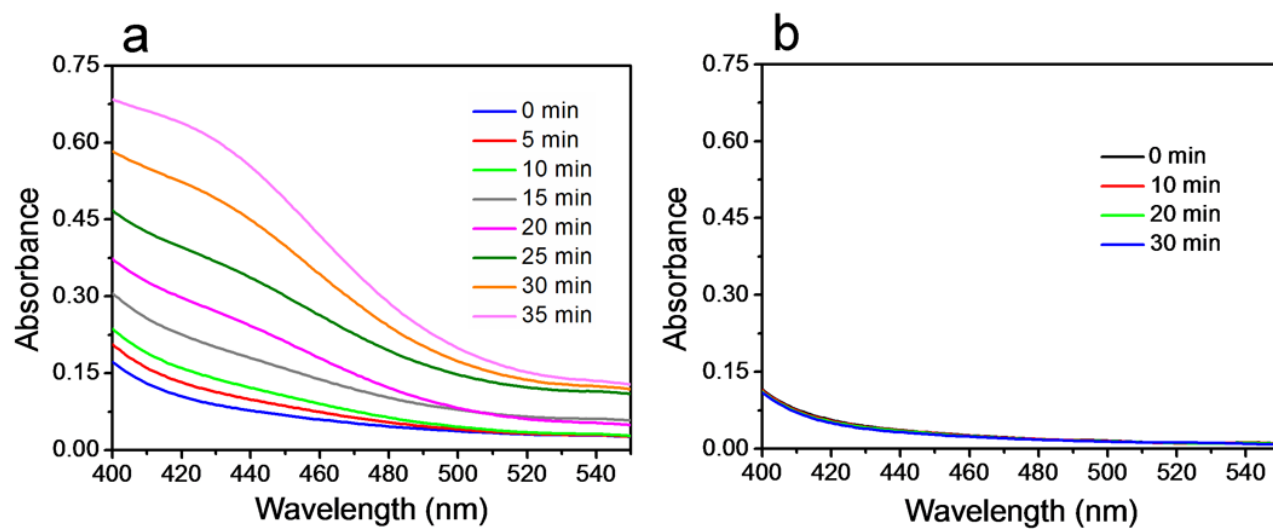 a
0.75
0.60
0.45
0.30
0.15
0.00
Absorbance
400 420 440 460 480 500 520 540
Wavelength (nm)
0 min
5 min
10 min
15 min
20 min
25 min
30 min
35 min
b
0.75
0.60
0.45
0.30
0.15
0.00
Absorbance
400 420 440 460 480 500 520 540
Wavelength (nm)
0 min
10 min
20 min
30 min